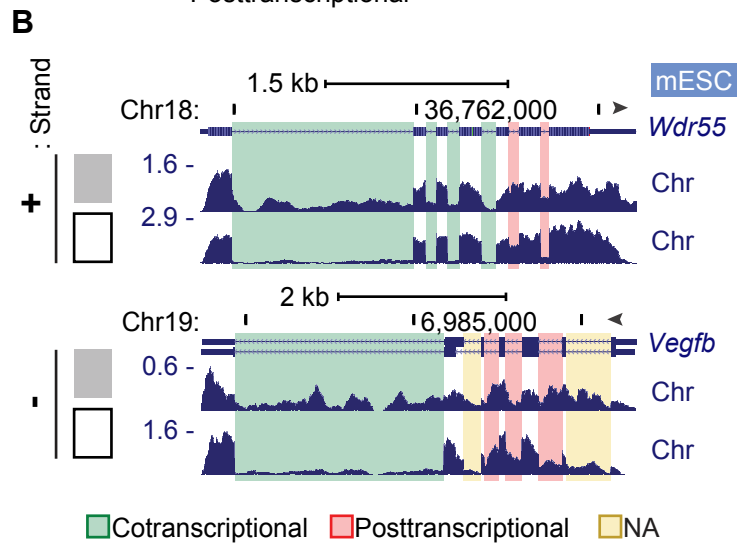 B
: Strand
1.5 kb
mESC
Chr18:
36,762,000
Wdr55
+
1.6 -
Chr
2.9 -
Chr
2 kb
Chr19:
6,985,000
Vegfb
-
0.6 -
Chr
1.6 -
Chr
Cotranscriptional
Posttranscriptional
NA